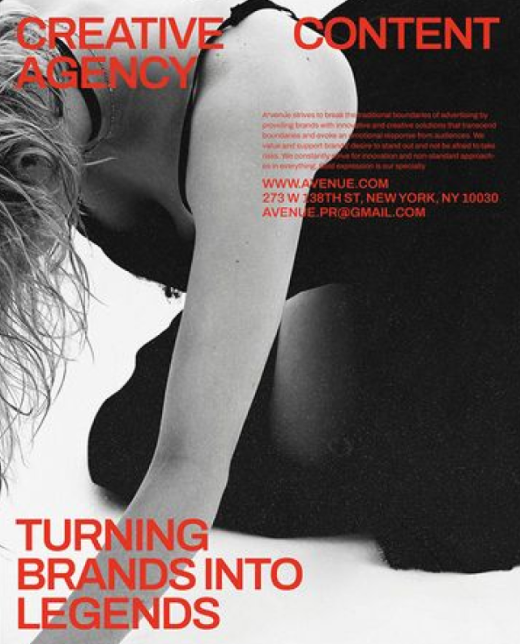 CREATIVE CONTENT
AGENCY
A*venue strives to break the traditional boundaries of advertising by
providing brands with innovative and creative solutions that transcend
boundaries and evoke an emotional response from audiences. We
value and support brands desire to stand out and not be afraid to take
risks. We constantly strive for innovation and non-standard approach-
es in everything. Bold expression is our specialty
WWW.AVENUE.COM
273 W 138TH ST, NEW YORK, NY 10030
AVENUE.PR@GMAIL.COM
TURNING
BRANDS INTO
LEGENDS